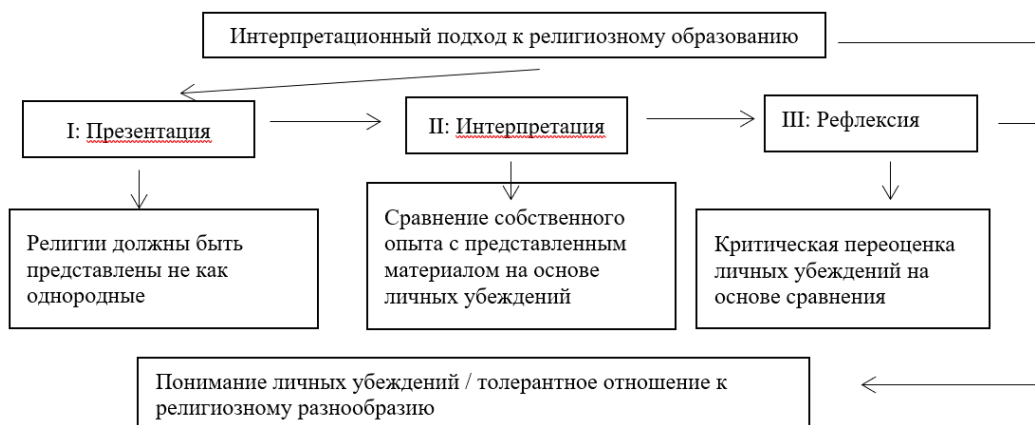 Интерпретационный подход к религиозному образованию
I: Презентация
II: Интерпретация
III: Рефлексия
Религии должны быть
представлены не как
однородные
Сравнение собственного
опыта с представленным
материалом на основе
личных убеждений
Критическая переоценка
личных убеждений на
основе сравнения
Понимание личных убеждений / толерантное отношение к
религиозному разнообразию